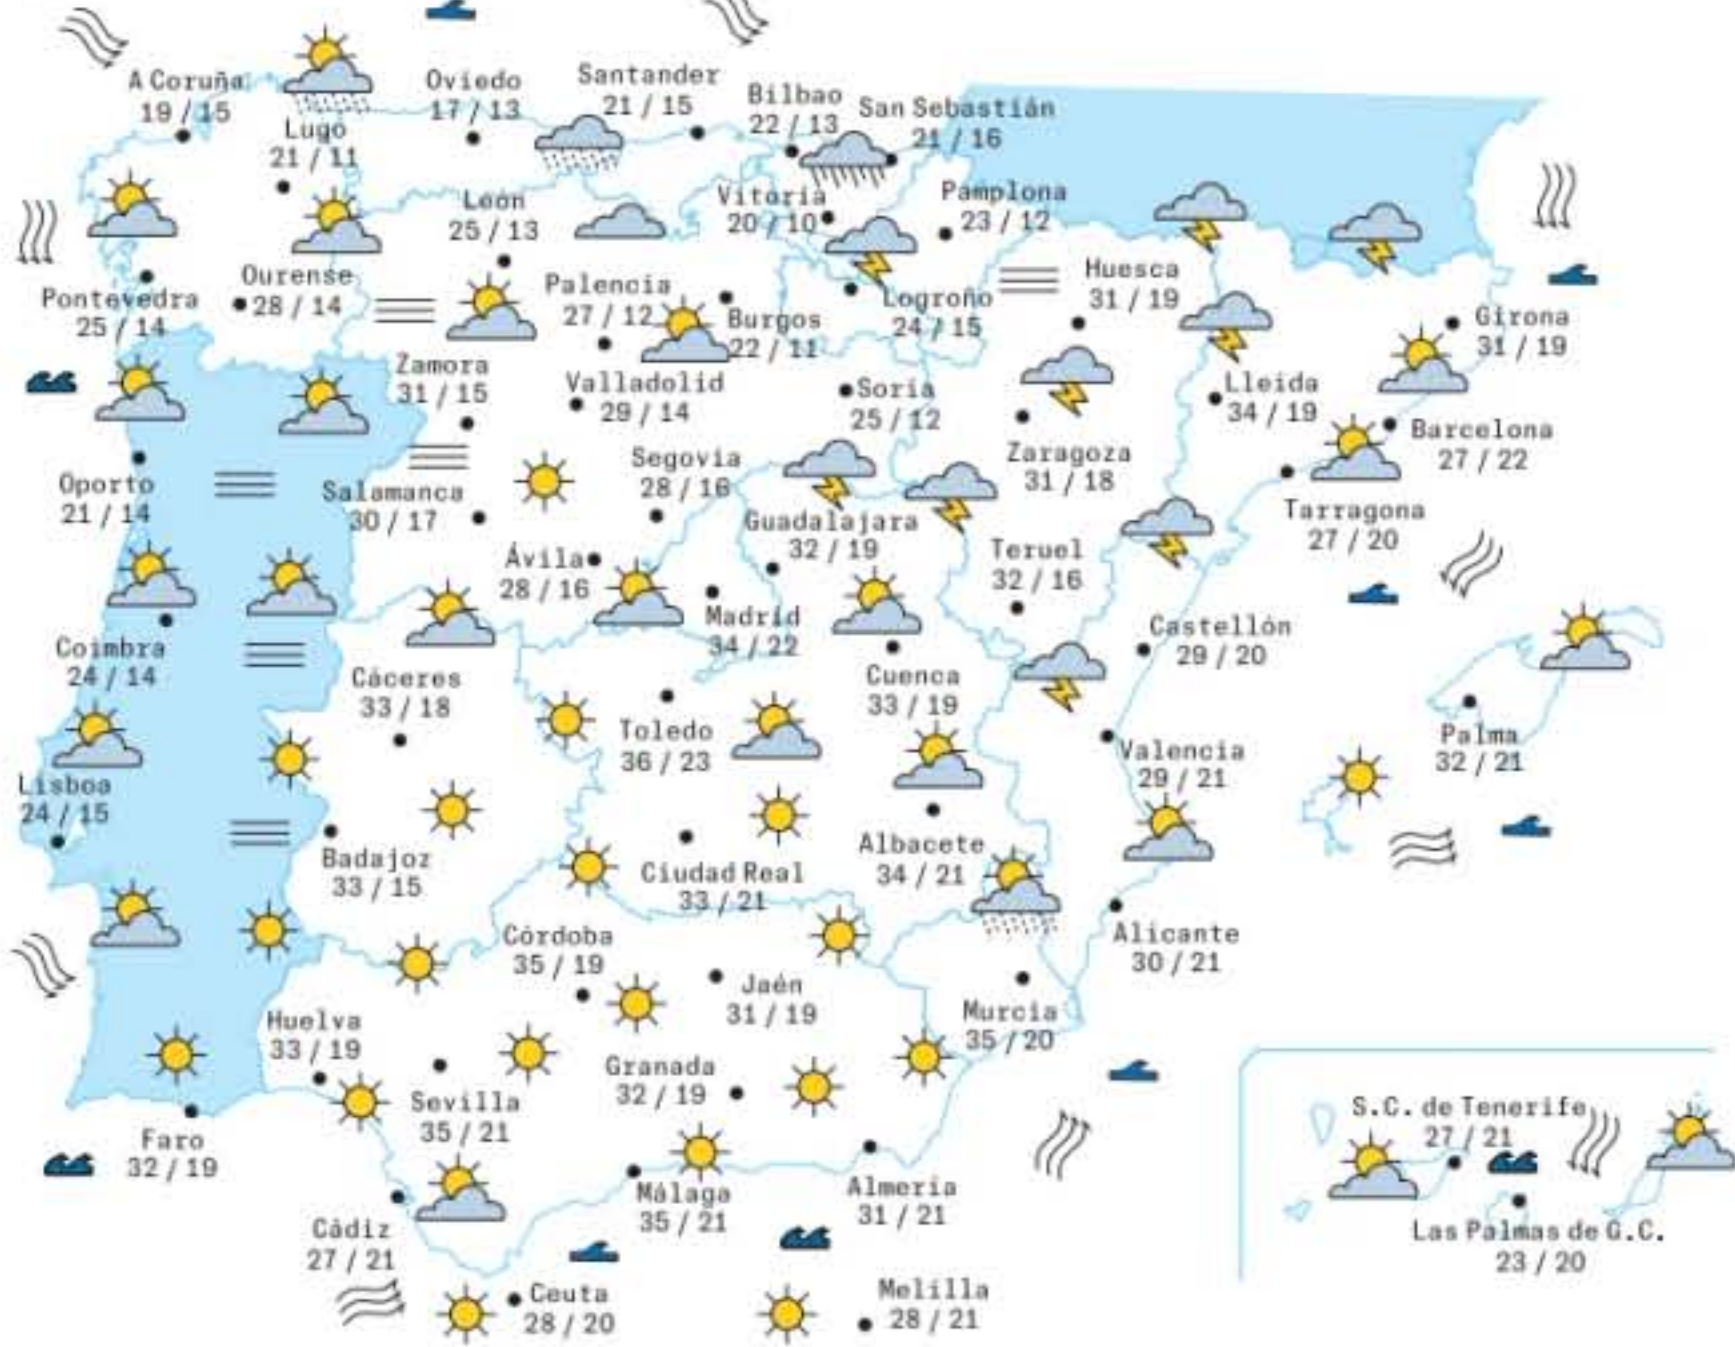 A Coruña
19 / 15
Lugo
21 / 11
Oviedo
17 / 13
Santander
21 / 15
Bilbao
22 / 13
San Sebastián
21 / 16
Vitoria
20 / 10
Pamplona
23 / 12
León
25 / 13
Pontevedra
25 / 14
Ourense
28 / 14
Palencia
27 / 12
Burgos
22 / 11
Logroño
24 / 15
Huesca
31 / 19
Girona
31 / 19
Zamora
31 / 15
Valladolid
29 / 14
Soria
25 / 12
Lleida
34 / 19
Barcelona
27 / 22
Oporto
21 / 14
Salamanca
30 / 17
Segovia
28 / 16
Zaragoza
31 / 18
Tarragona
27 / 20
Guadalajara
32 / 19
Ávila
28 / 16
Teruel
32 / 16
Madrid
34 / 22
Castellón
29 / 20
Coimbra
24 / 14
Cáceres
33 / 18
Cuenca
33 / 19
Toledo
36 / 23
Palma
32 / 21
Valencia
29 / 21
Lisboa
24 / 15
Badajoz
33 / 15
Ciudad Real
33 / 21
Albacete
34 / 21
Córdoba
35 / 19
Alicante
30 / 21
Jaén
31 / 19
Murcia
35 / 20
Huelva
33 / 19
Granada
32 / 19
Sevilla
35 / 21
Faro
32 / 19
S.C. de Tenerife
27 / 21
Málaga
35 / 21
Almería
31 / 21
Cádiz
27 / 21
Las Palmas de G.C.
23 / 20
Ceuta
28 / 20
Melilla
28 / 21